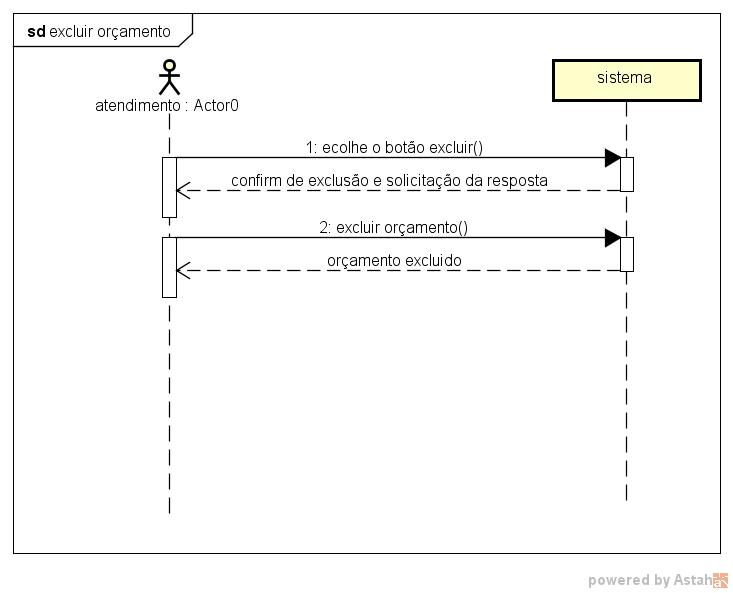 sd excluir orçamento
atendimento : Actor0
sistema
1: ecolhe o botão excluir()
confirm de exclusão e solicitação da resposta
2: excluir orçamento()
orçamento excluido
powered by Astah